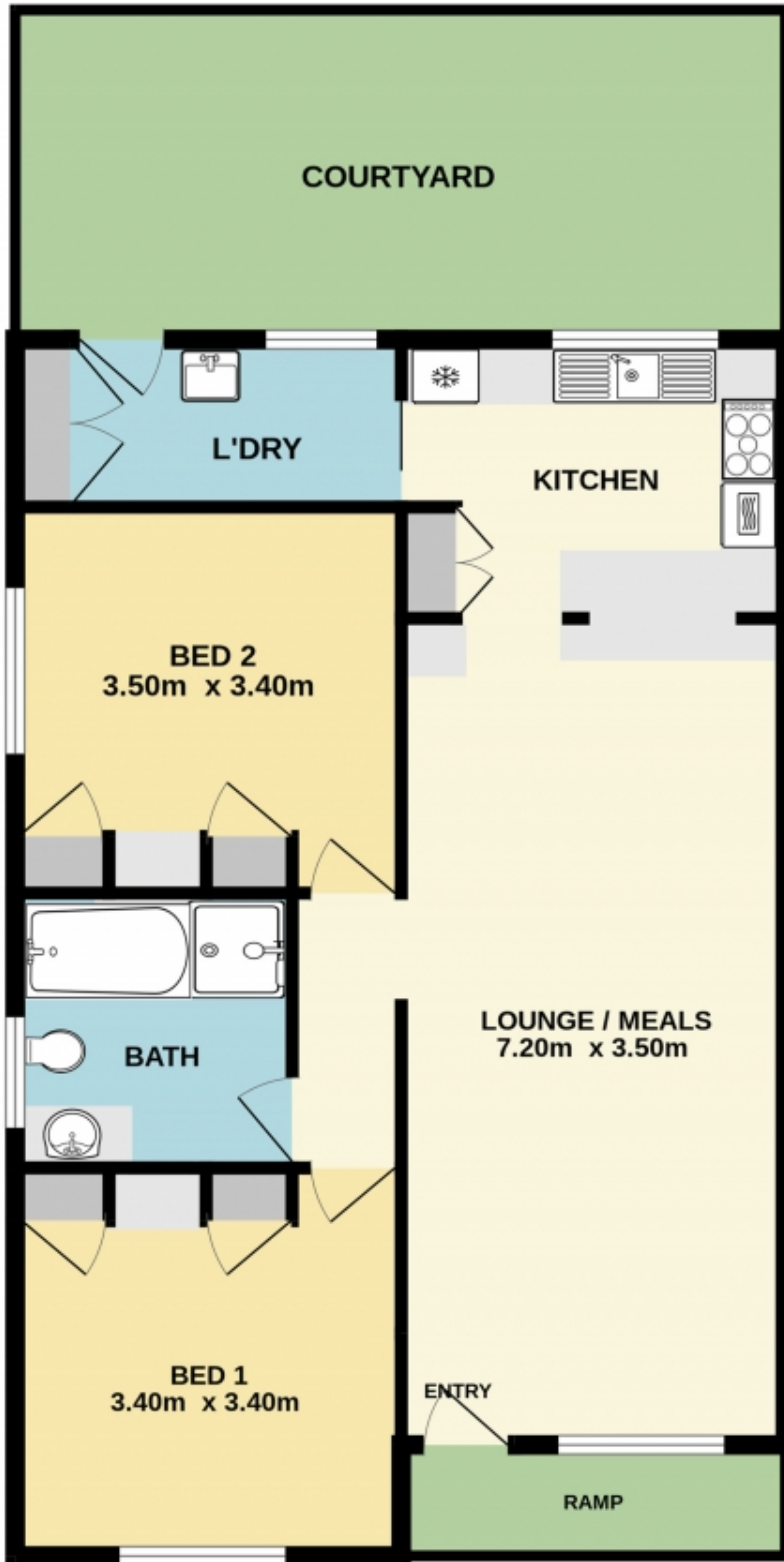 COURTYARD
L'DRY
KITCHEN
BED 2
3.50m x 3.40m
LOUNGE / MEALS
7.20m x 3.50m
BATH
BED 1
3.40m x 3.40m
ENTRY
RAMP